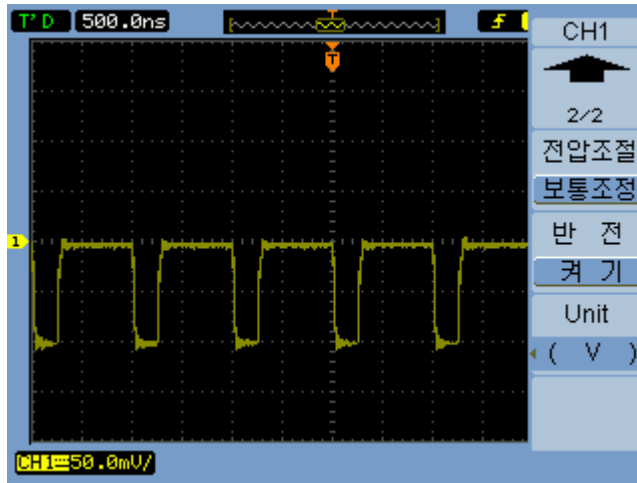 T'D 500.0ns
CH1
T
2/2
전압조절
보통조정
1
반 전
켜 기
Unit
( V )
CH1 50.0mV/